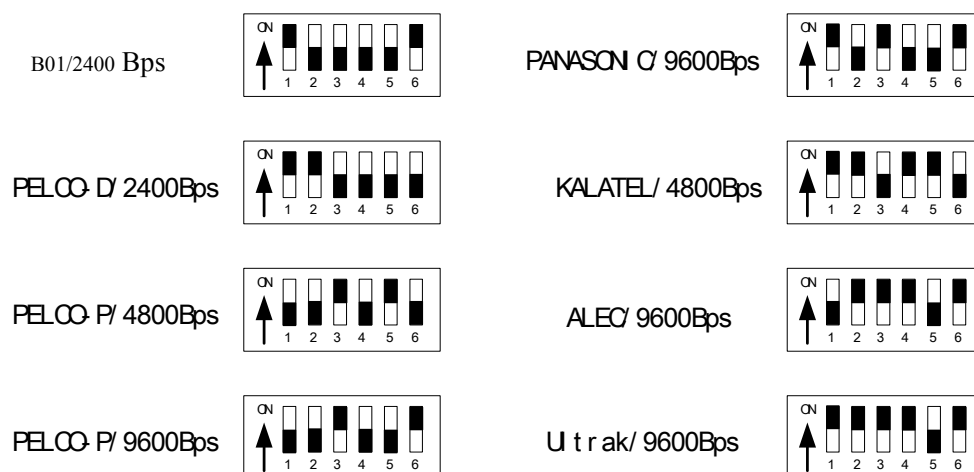 B01/2400 Bps
ON
1 2 3 4 5 6
PANASONIC/9600Bps
ON
1 2 3 4 5 6
PELCO-D/2400Bps
ON
1 2 3 4 5 6
KALATEL/4800Bps
ON
1 2 3 4 5 6
PELCO-P/4800Bps
ON
1 2 3 4 5 6
ALEC/9600Bps
ON
1 2 3 4 5 6
PELCO-P/9600Bps
ON
1 2 3 4 5 6
Ultrak/9600Bps
ON
1 2 3 4 5 6